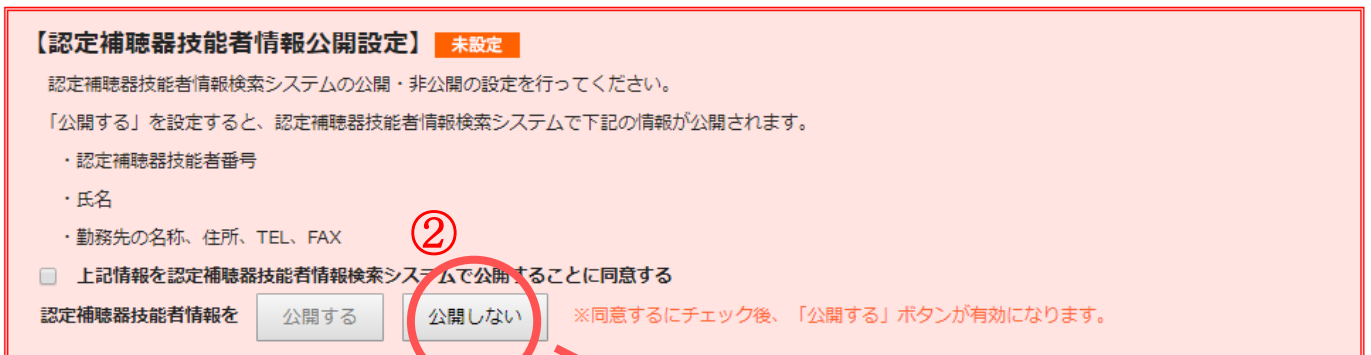 【認定補聴器技能者情報公開設定】 未設定
認定補聴器技能者情報検索システムの公開・非公開の設定を行ってください。
「公開する」を設定すると、認定補聴器技能者情報検索システムで下記の情報が公開されます。
・認定補聴器技能者番号
・氏名
・勤務先の名称、住所、TEL、FAX
②
上記情報を認定補聴器技能者情報検索システムで公開することに同意する
認定補聴器技能者情報を 公開する 公開しない ※同意するにチェック後、「公開する」ボタンが有効になります。